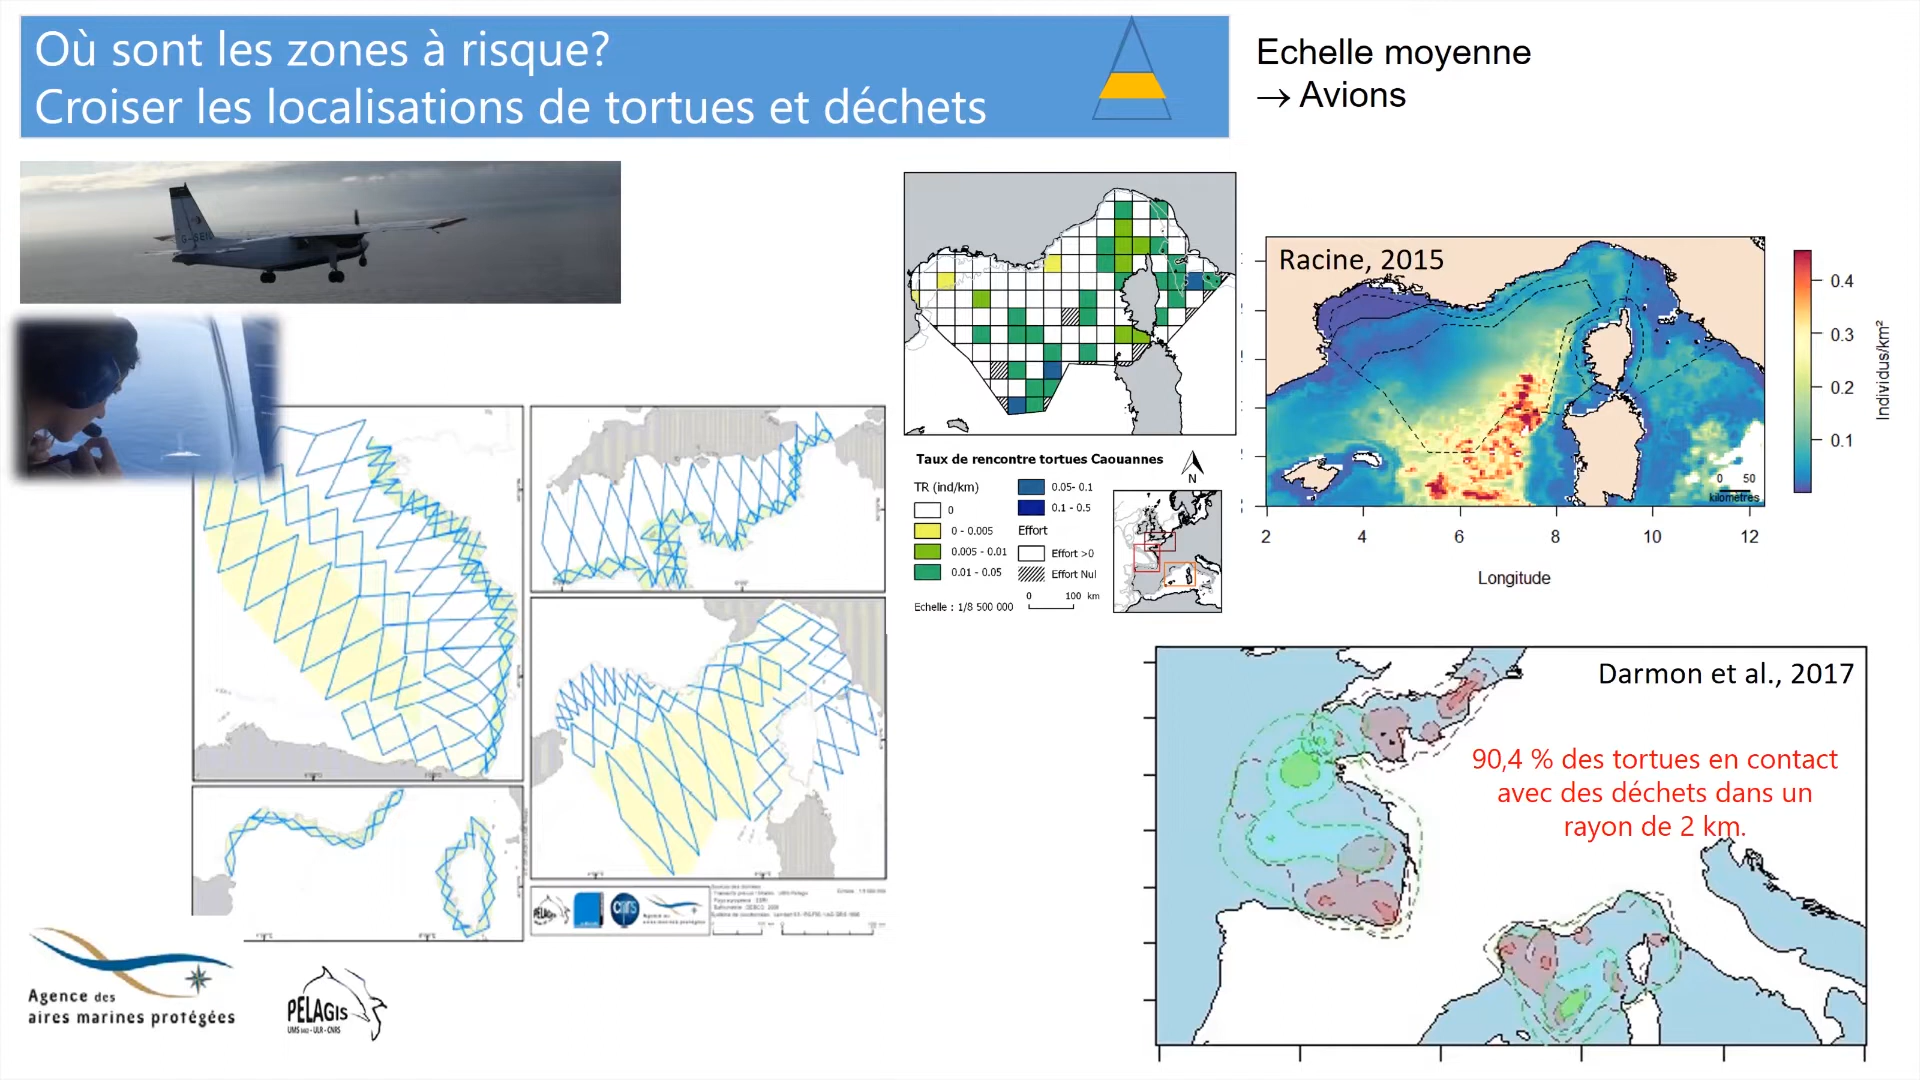 Où sont les zones à risque?
Croiser les localisations de tortues et déchets
Echelle moyenne
→ Avions
Taux de rencontre tortues Caouannes
TR (ind/km)
0
0 - 0.005
0.005 - 0.01
0.01 - 0.05
0.05- 0.1
0.1 - 0.5
Effort
Effort >0
Effort Nul
0 100 km
Echelle : 1/8 500 000
N
Racine, 2015
0 50
kilomètres
0.4
0.3
0.2
0.1
Individus/km²
2 4 6 8 10 12
Longitude
Darmon et al., 2017
90,4 % des tortues en contact
avec des déchets dans un
rayon de 2 km.
PELAGIS
cnrs
Agence des
aires marines protégées
PELAGIS
UMS 3462 - ULR - CNRS